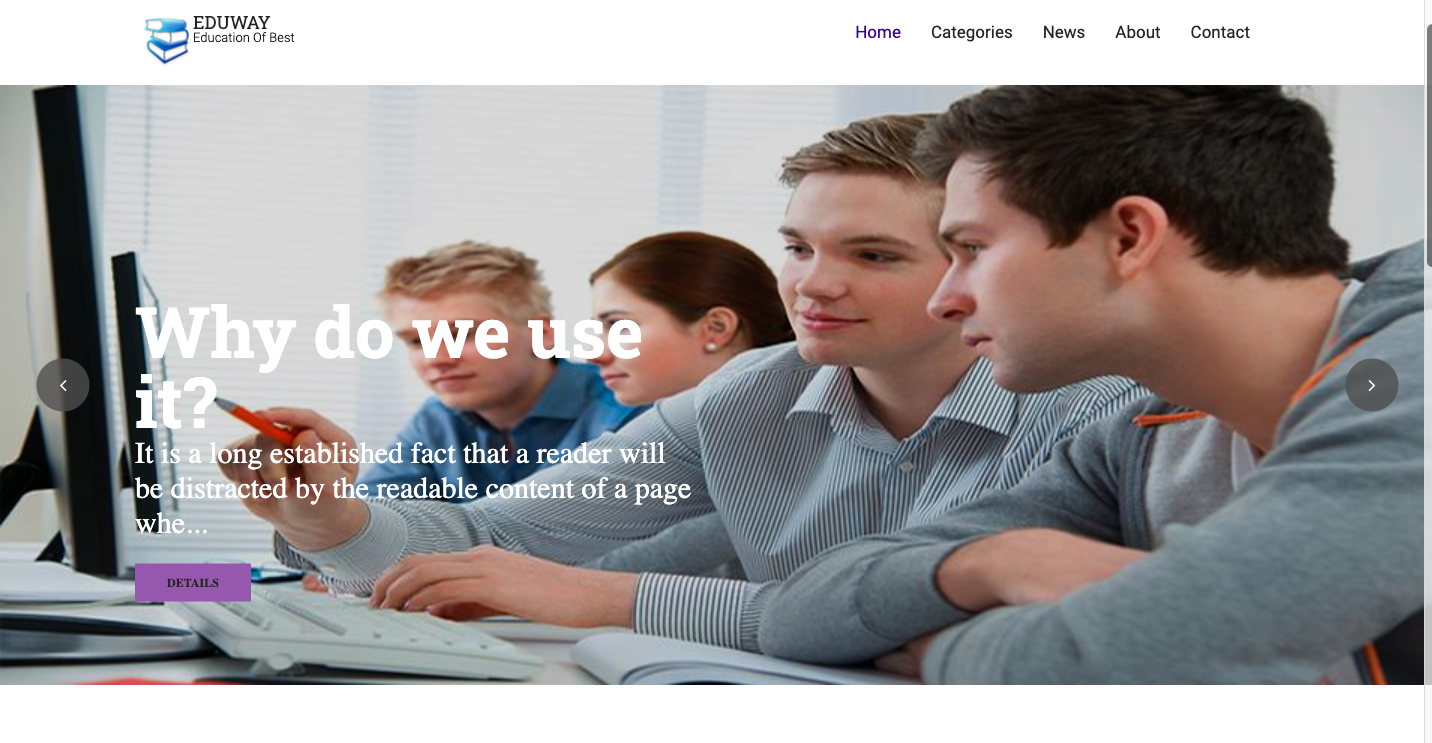 EDUWAY
Education Of Best
Home Categories News About Contact
Why do we use
it?
It is a long established fact that a reader will
be distracted by the readable content of a page
whe...
DETAILS